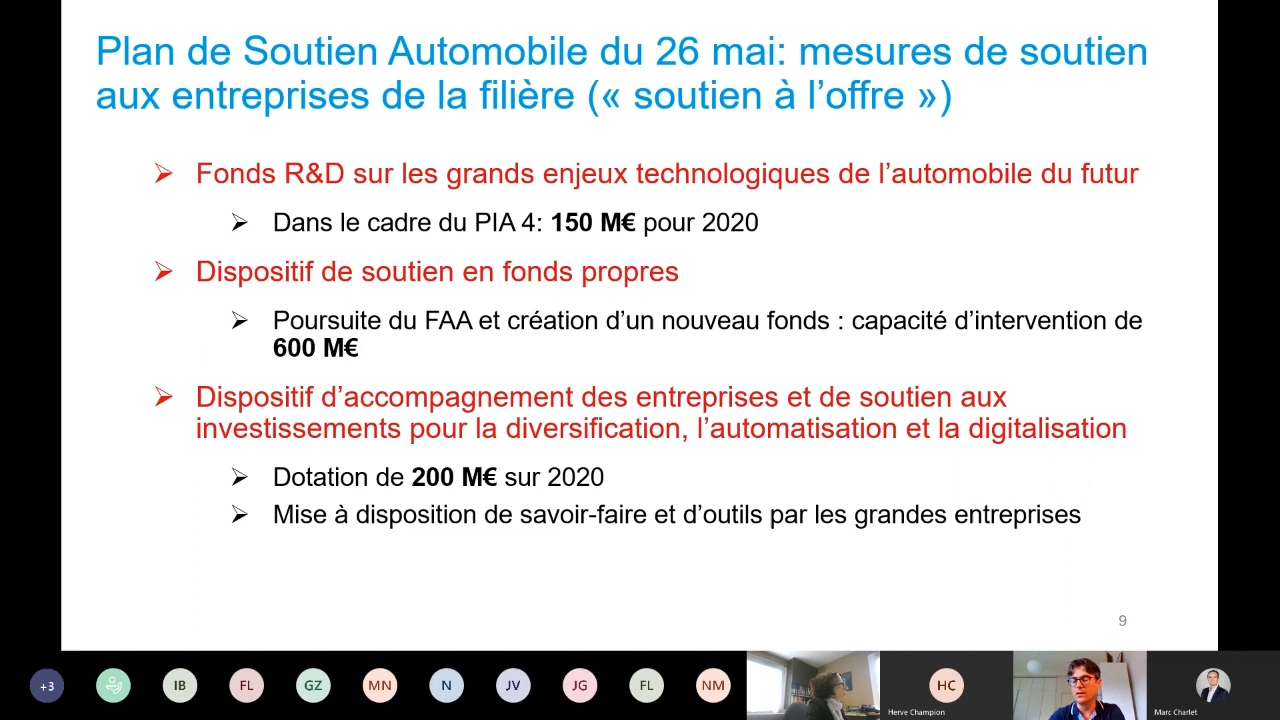 Plan de Soutien Automobile du 26 mai: mesures de soutien
aux entreprises de la filière (« soutien à l’offre »)
Fonds R&D sur les grands enjeux technologiques de l’automobile du futur
Dans le cadre du PIA 4: 150 M€ pour 2020
Dispositif de soutien en fonds propres
Poursuite du FAA et création d’un nouveau fonds : capacité d’intervention de
600 M€
Dispositif d’accompagnement des entreprises et de soutien aux
investissements pour la diversification, l’automatisation et la digitalisation
Dotation de 200 M€ sur 2020
Mise à disposition de savoir-faire et d’outils par les grandes entreprises
9
+3
IB
FL
GZ
MN
N
JV
JG
FL
NM
HC
Herve Champion
Marc Charlet